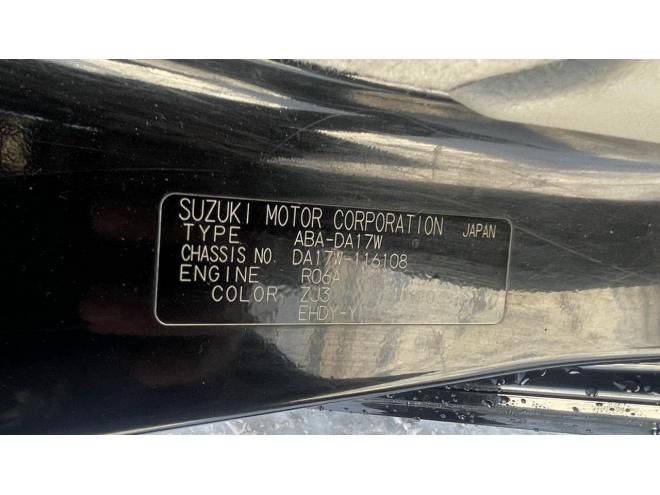 SUZUKI MOTOR CORPORATION JAPAN
TYPE ABA-DA17W
CHASSIS NO. DA17W-116108
ENGINE R06A
COLOR ZJ3
EHDY-Y